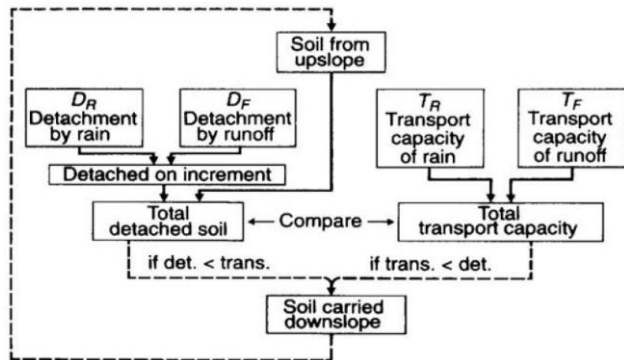 Soil from
upslope
D_R
Detachment
by rain
D_F
Detachment
by runoff
T_R
Transport
capacity
of rain
T_F
Transport
capacity
of runoff
Detached on increment
Total
detached soil
Compare
Total
transport capacity
if det. < trans.
if trans. < det.
Soil carried
downslope